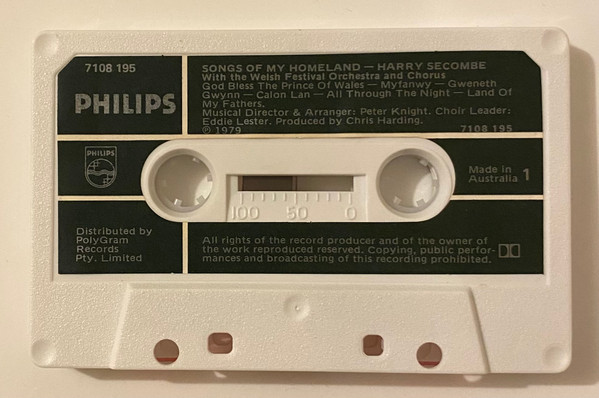 7108 195
PHILIPS
SONGS OF MY HOMELAND — HARRY SECOMBE
With the Welsh Festival Orchestra and Chorus
God Bless The Prince Of Wales — Myfanwy — Gweneth
Gwynn — Calon Lan — All Through The Night — Land Of
My Fathers.
Musical Director & Arranger: Peter Knight. Choir Leader:
Eddie Lester. Produced by Chris Harding.
℗ 1979 7108 195
PHILIPS
100 50 0
Made in
Australia 1
Distributed by
PolyGram
Records
Pty. Limited
All rights of the record producer and of the owner of
the work reproduced reserved. Copying, public perfor-
mances and broadcasting of this recording prohibited.